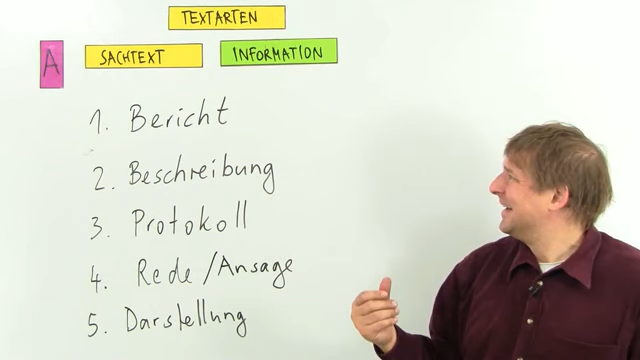 TEXTARTEN
A SACHTEXT INFORMATION
1. Bericht
2. Beschreibung
3. Protokoll
4. Rede/Ansage
5. Darstellung